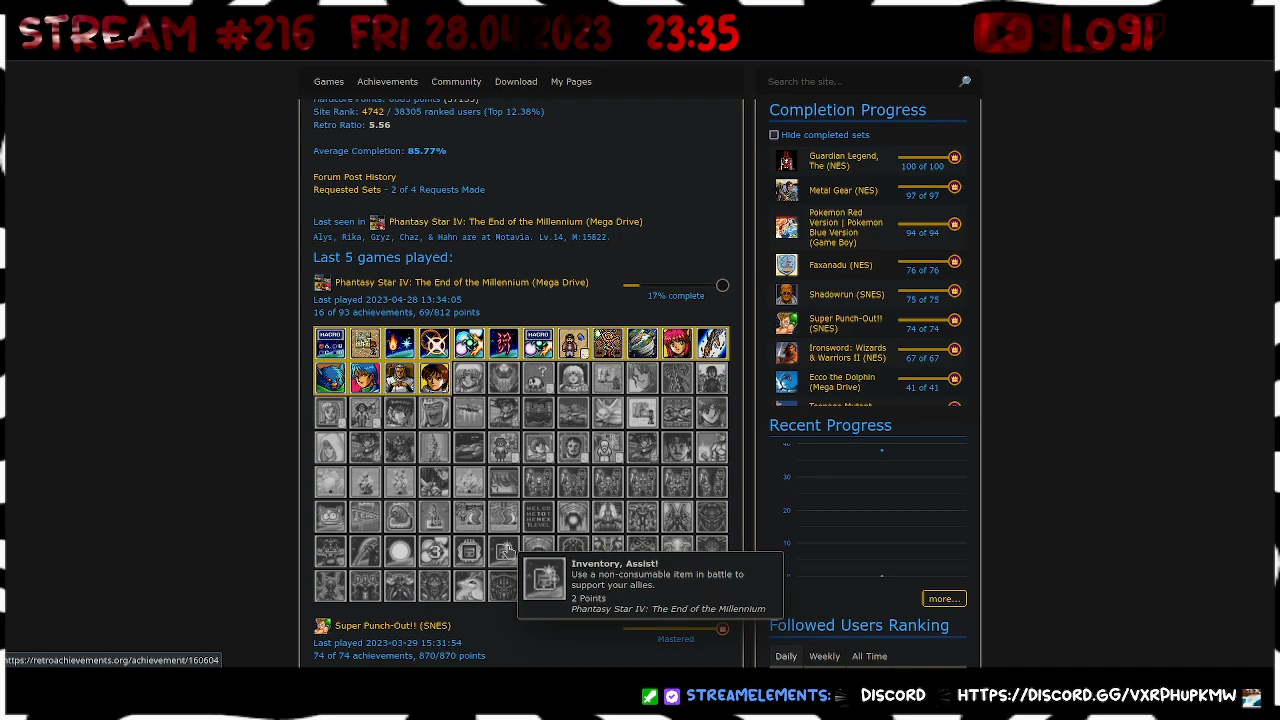 STREAM #216 FRI 28.04.2023 23:35
Games Achievements Community Download My Pages
Search the site...
Site Rank: 4742 / 38305 ranked users (Top 12.38%)
Retro Ratio: 5.56
Average Completion: 85.77%
Forum Post History
Requested Sets - 2 of 4 Requests Made
Last seen in Phantasy Star IV: The End of the Millennium (Mega Drive)
Alys, Rika, Gryz, Chaz, & Hahn are at Motavia. Lv.14, M:15822.
Last 5 games played:
Phantasy Star IV: The End of the Millennium (Mega Drive)
17% complete
Last played 2023-04-28 13:34:05
16 of 93 achievements, 69/812 points
Inventory, Assist!
Use a non-consumable item in battle to
support your allies.
2 Points
Phantasy Star IV: The End of the Millennium
Super Punch-Out!! (SNES)
Mastered
Last played 2023-03-29 15:31:54
74 of 74 achievements, 870/870 points
Completion Progress
Hide completed sets
Guardian Legend,
The (NES)
100 of 100
Metal Gear (NES)
97 of 97
Pokemon Red
Version | Pokemon
Blue Version
(Game Boy)
94 of 94
Faxanadu (NES)
76 of 76
Shadowrun (SNES)
75 of 75
Super Punch-Out!!
(SNES)
74 of 74
Ironsword: Wizards
& Warriors II (NES)
67 of 67
Ecco the Dolphin
(Mega Drive)
41 of 41
Recent Progress
40
30
20
10
0
more...
Followed Users Ranking
Daily Weekly All Time
https://retroachievements.org/achievement/160604
STREAMELEMENTS: DISCORD HTTPS://DISCORD.GG/VXRPHUPKMW